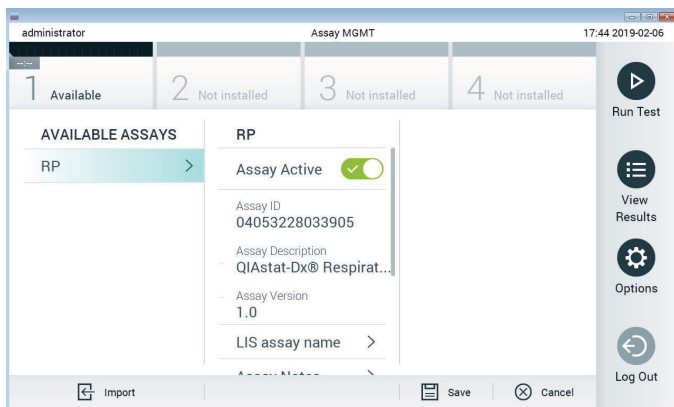 administrator
Assay MGMT
17:44 2019-02-06
--:--
1 Available
2 Not installed
3 Not installed
4 Not installed
Run Test
AVAILABLE ASSAYS
RP
RP
Assay Active
Assay ID
04053228033905
Assay Description
QIAstat-Dx® Respirat...
Assay Version
1.0
LIS assay name
Assay Notes
View
Results
Options
Log Out
Import
Save
Cancel